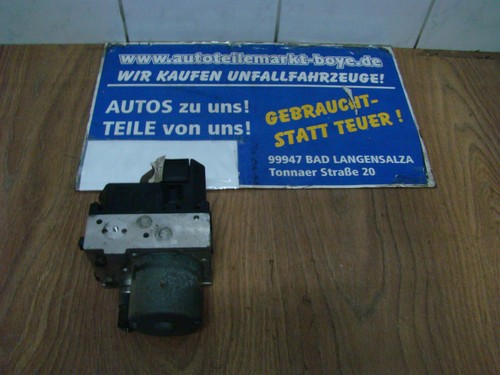 www.autoteilemarkt-boye.de
WIR KAUFEN UNFALLFAHRZEUGE!
AUTOS zu uns!
TEILE von uns!
GEBRAUCHT-
STATT TEUER!
99947 BAD LANGENSALZA
Tonnaer Straße 20